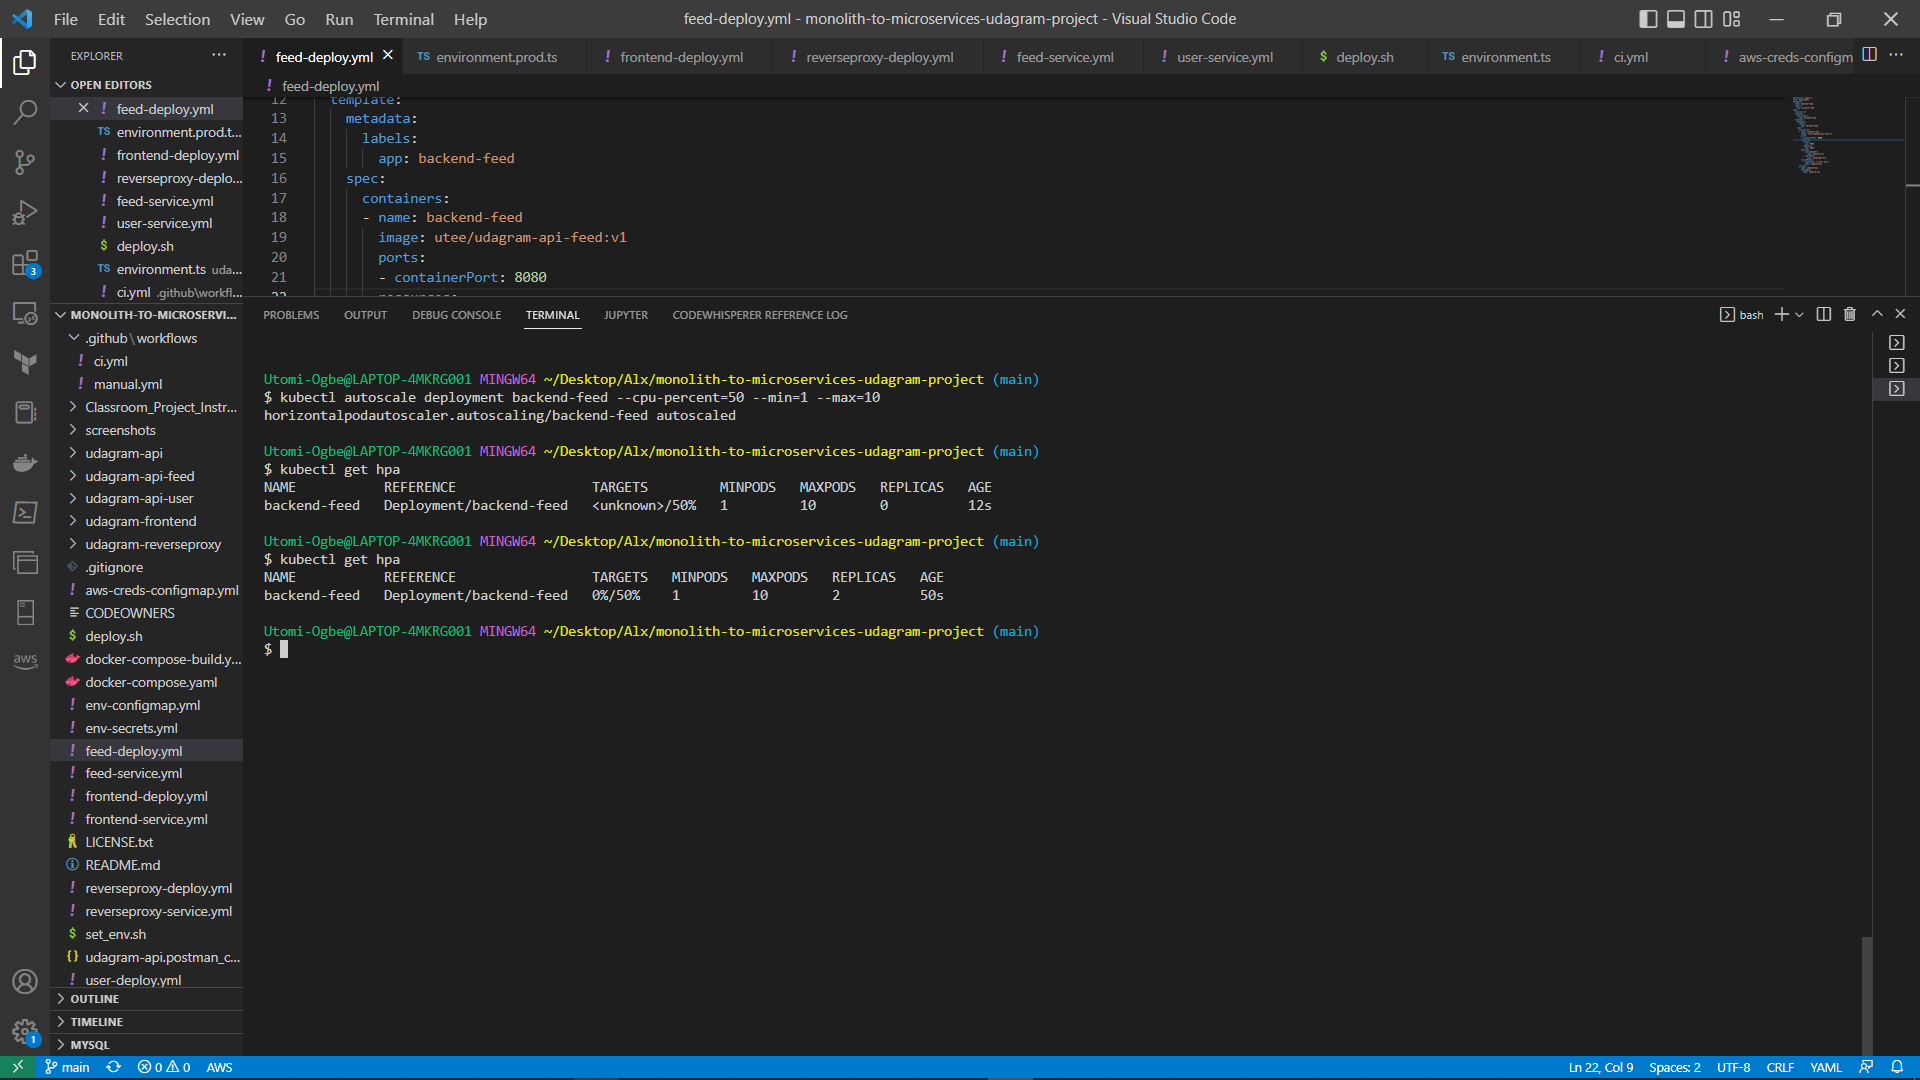 File Edit Selection View Go Run Terminal Help
feed-deploy.yml - monolith-to-microservices-udagram-project - Visual Studio Code
EXPLORER
OPEN EDITORS
feed-deploy.yml
environment.prod.t...
frontend-deploy.yml
reverseproxy-deplo...
feed-service.yml
user-service.yml
deploy.sh
environment.ts uda...
ci.yml .github\workfl...
MONOLITH-TO-MICROSERVI...
.github\workflows
ci.yml
manual.yml
Classroom_Project_Instr...
screenshots
udagram-api
udagram-api-feed
udagram-api-user
udagram-frontend
udagram-reverseproxy
.gitignore
aws-creds-configmap.yml
CODEOWNERS
deploy.sh
docker-compose-build.y...
docker-compose.yaml
env-configmap.yml
env-secrets.yml
feed-deploy.yml
feed-service.yml
frontend-deploy.yml
frontend-service.yml
LICENSE.txt
README.md
reverseproxy-deploy.yml
reverseproxy-service.yml
set_env.sh
udagram-api.postman_c...
user-deploy.yml
OUTLINE
TIMELINE
MYSQL
feed-deploy.yml TS environment.prod.ts frontend-deploy.yml reverseproxy-deploy.yml feed-service.yml user-service.yml $ deploy.sh TS environment.ts ci.yml aws-creds-configm
feed-deploy.yml
12 template:
13 metadata:
14 labels:
15 app: backend-feed
16 spec:
17 containers:
18 - name: backend-feed
19 image: utee/udagram-api-feed:v1
20 ports:
21 - containerPort: 8080
22 resources:
PROBLEMS OUTPUT DEBUG CONSOLE TERMINAL JUPYTER CODEWHISPERER REFERENCE LOG
bash
Utomi-Ogbe@LAPTOP-4MKRG001 MINGW64 ~/Desktop/Alx/monolith-to-microservices-udagram-project (main)
$ kubectl autoscale deployment backend-feed --cpu-percent=50 --min=1 --max=10
horizontalpodautoscaler.autoscaling/backend-feed autoscaled
Utomi-Ogbe@LAPTOP-4MKRG001 MINGW64 ~/Desktop/Alx/monolith-to-microservices-udagram-project (main)
$ kubectl get hpa
NAME REFERENCE TARGETS MINPODS MAXPODS REPLICAS AGE
backend-feed Deployment/backend-feed <unknown>/50% 1 10 0 12s
Utomi-Ogbe@LAPTOP-4MKRG001 MINGW64 ~/Desktop/Alx/monolith-to-microservices-udagram-project (main)
$ kubectl get hpa
NAME REFERENCE TARGETS MINPODS MAXPODS REPLICAS AGE
backend-feed Deployment/backend-feed 0%/50% 1 10 2 50s
Utomi-Ogbe@LAPTOP-4MKRG001 MINGW64 ~/Desktop/Alx/monolith-to-microservices-udagram-project (main)
$
aws
3
1
main 0 0 AWS
Ln 22, Col 9 Spaces: 2 UTF-8 CRLF YAML